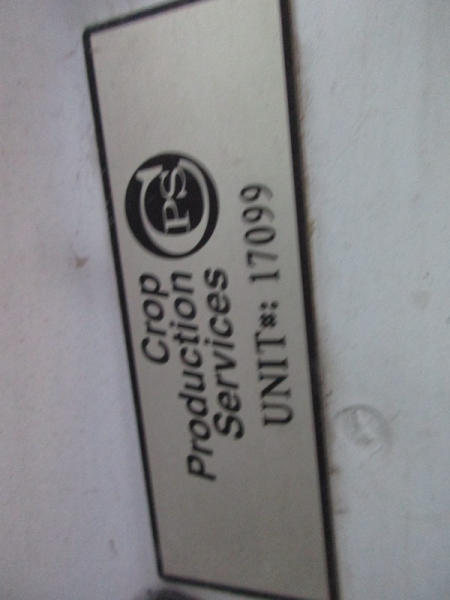 CPS
Crop
Production
Services
UNIT#: 17099